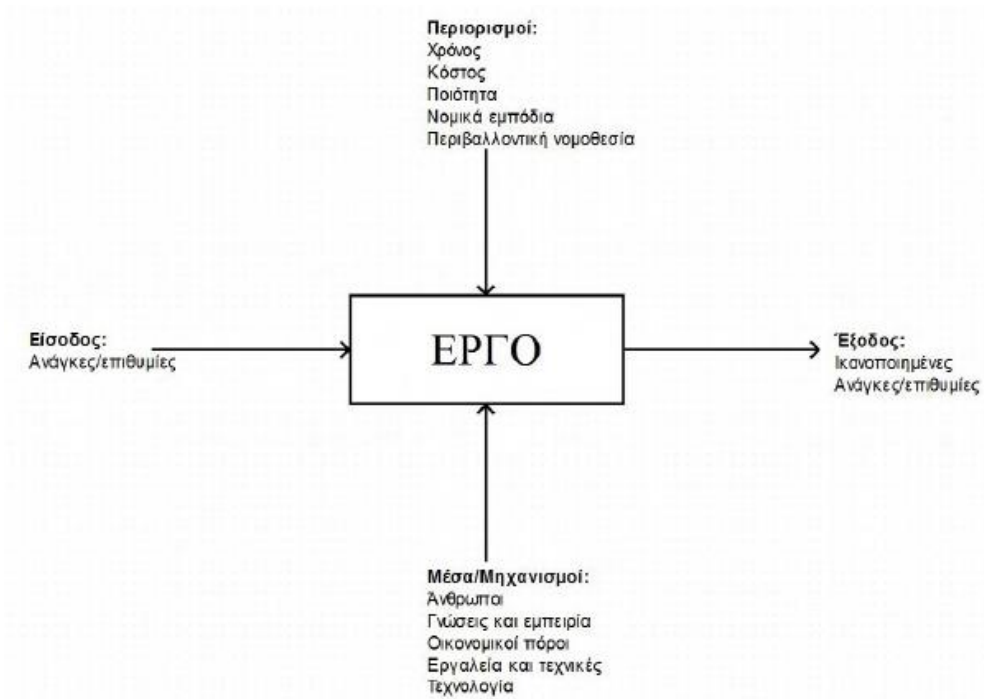 Περιορισμοί:
Χρόνος
Κόστος
Ποιότητα
Νομικά εμπόδια
Περιβαλλοντική νομοθεσία
Είσοδος:
Ανάγκες/επιθυμίες
ΕΡΓΟ
Έξοδος:
Ικανοποιημένες
Ανάγκες/επιθυμίες
Μέσα/Μηχανισμοί:
Άνθρωποι
Γνώσεις και εμπειρία
Οικονομικοί πόροι
Εργαλεία και τεχνικές
Τεχνολογία